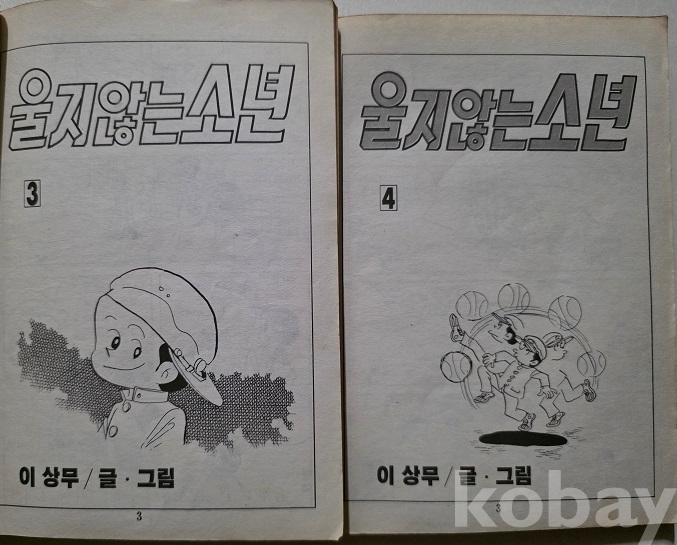 울지않는소년
3
이 상무 / 글 · 그림
3
울지않는소년
4
이 상무 / 글 · 그림
3
kobay